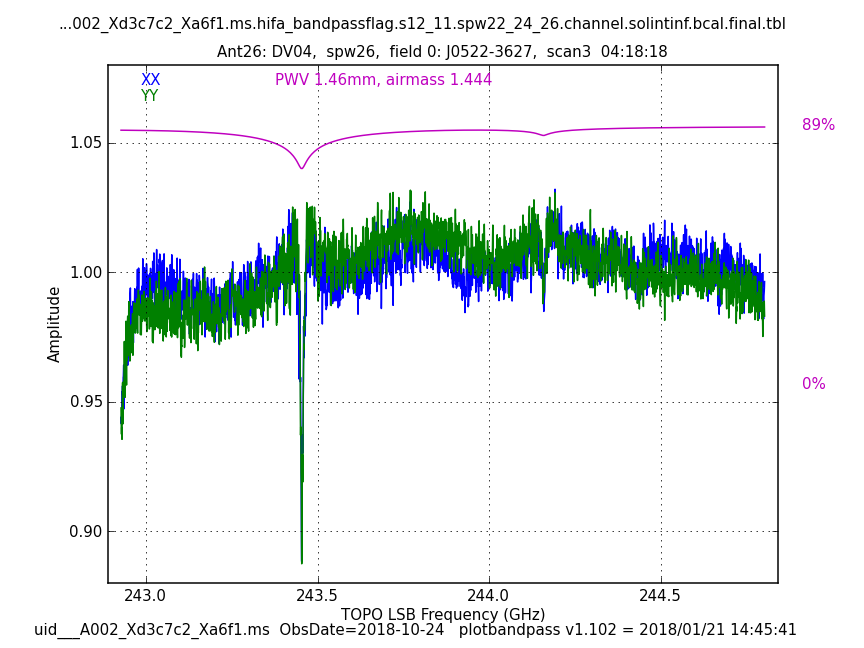 ...002_Xd3c7c2_Xa6f1.ms.hifa_bandpassflag.s12_11.spw22_24_26.channel.solintinf.bcal.final.tbl
Ant26: DV04, spw26, field 0: J0522-3627, scan3 04:18:18
XX
PWV 1.46mm, airmass 1.444
YY
89%
1.05
1.00
Amplitude
0%
0.95
0.90
243.0 243.5 244.0 244.5
TOPO LSB Frequency (GHz)
uid___A002_Xd3c7c2_Xa6f1.ms ObsDate=2018-10-24 plotbandpass v1.102 = 2018/01/21 14:45:41